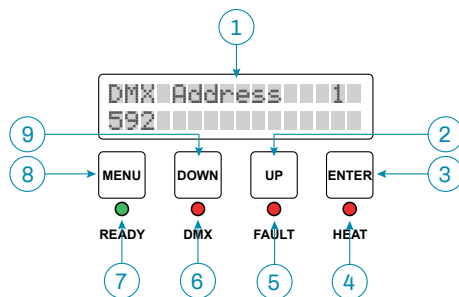 1
DMX Address 1
592
9
2
8
MENU
DOWN
UP
ENTER
3
READY
DMX
FAULT
HEAT
7
6
5
4